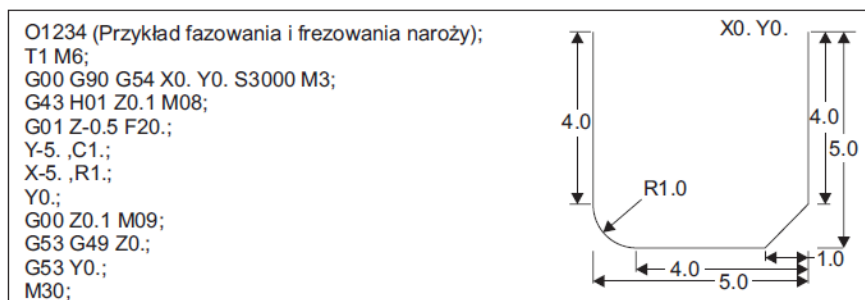 O1234 (Przykład fazowania i frezowania naroży);
T1 M6;
G00 G90 G54 X0. Y0. S3000 M3;
G43 H01 Z0.1 M08;
G01 Z-0.5 F20.;
Y-5. ,C1.;
X-5. ,R1.;
Y0.;
G00 Z0.1 M09;
G53 G49 Z0.;
G53 Y0.;
M30;
X0. Y0.
4.0
4.0
5.0
R1.0
1.0
4.0
5.0